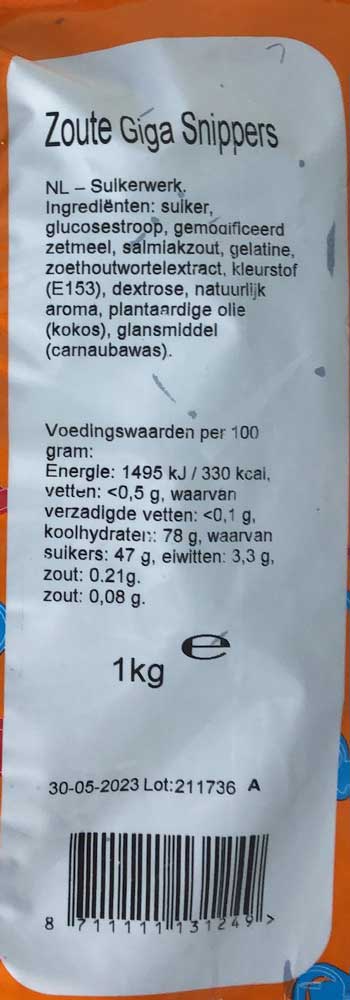 Zoute Giga Snippers
NL – Suikerwerk.
Ingrediënten: suiker,
glucosestroop, gemodificeerd
zetmeel, salmiakzout, gelatine,
zoethoutwortelextract, kleurstof
(E153), dextrose, natuurlijk
aroma, plantaardige olie
(kokos), glansmiddel
(carnaubawas).
Voedingswaarden per 100
gram:
Energie: 1495 kJ / 330 kcal,
vetten: <0,5 g, waarvan
verzadigde vetten: <0,1 g,
koolhydraten: 78 g, waarvan
suikers: 47 g, eiwitten: 3,3 g,
zout: 0.21g.
zout: 0,08 g.
1kg e
30-05-2023 Lot:211736 A
8 711111 131249 >